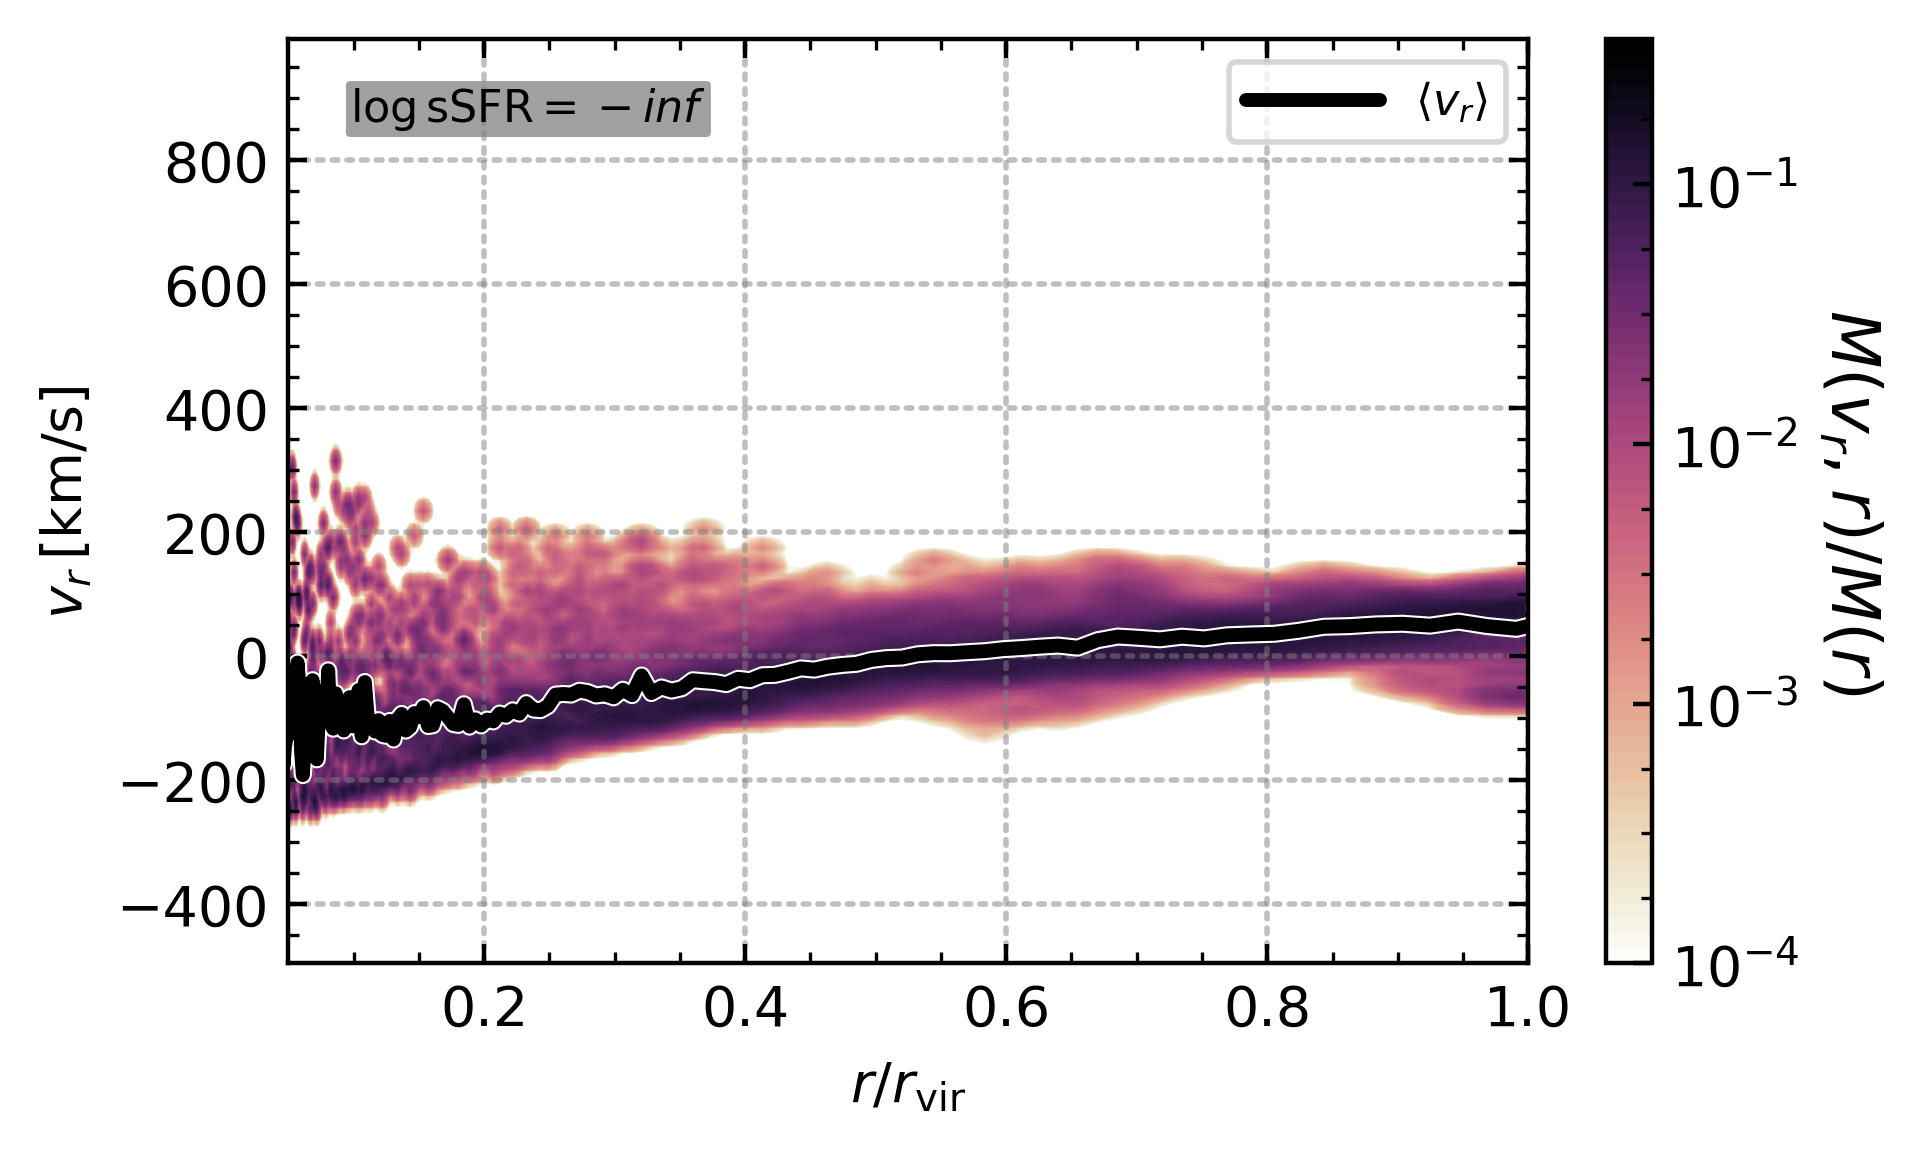 log sSFR = −inf
⟨v_r⟩
800
600
400
200
0
−200
−400
v_r [km/s]
0.2 0.4 0.6 0.8 1.0
r/r_vir
10^{−1}
10^{−2}
10^{−3}
10^{−4}
M(v_r, r)/M(r)